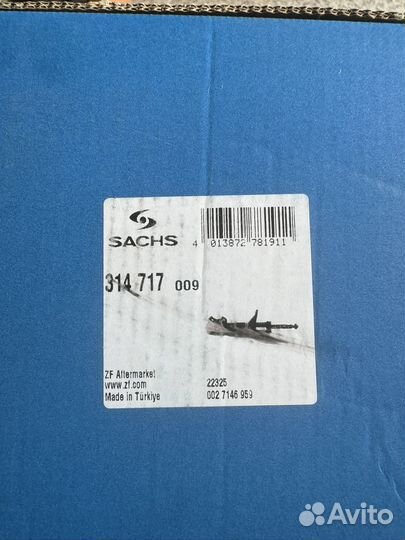 SACHS
4 013872 781911
314 717 009
ZF Aftermarket
www.zf.com
Made in Türkiye
22325
002 7146 959
Avito